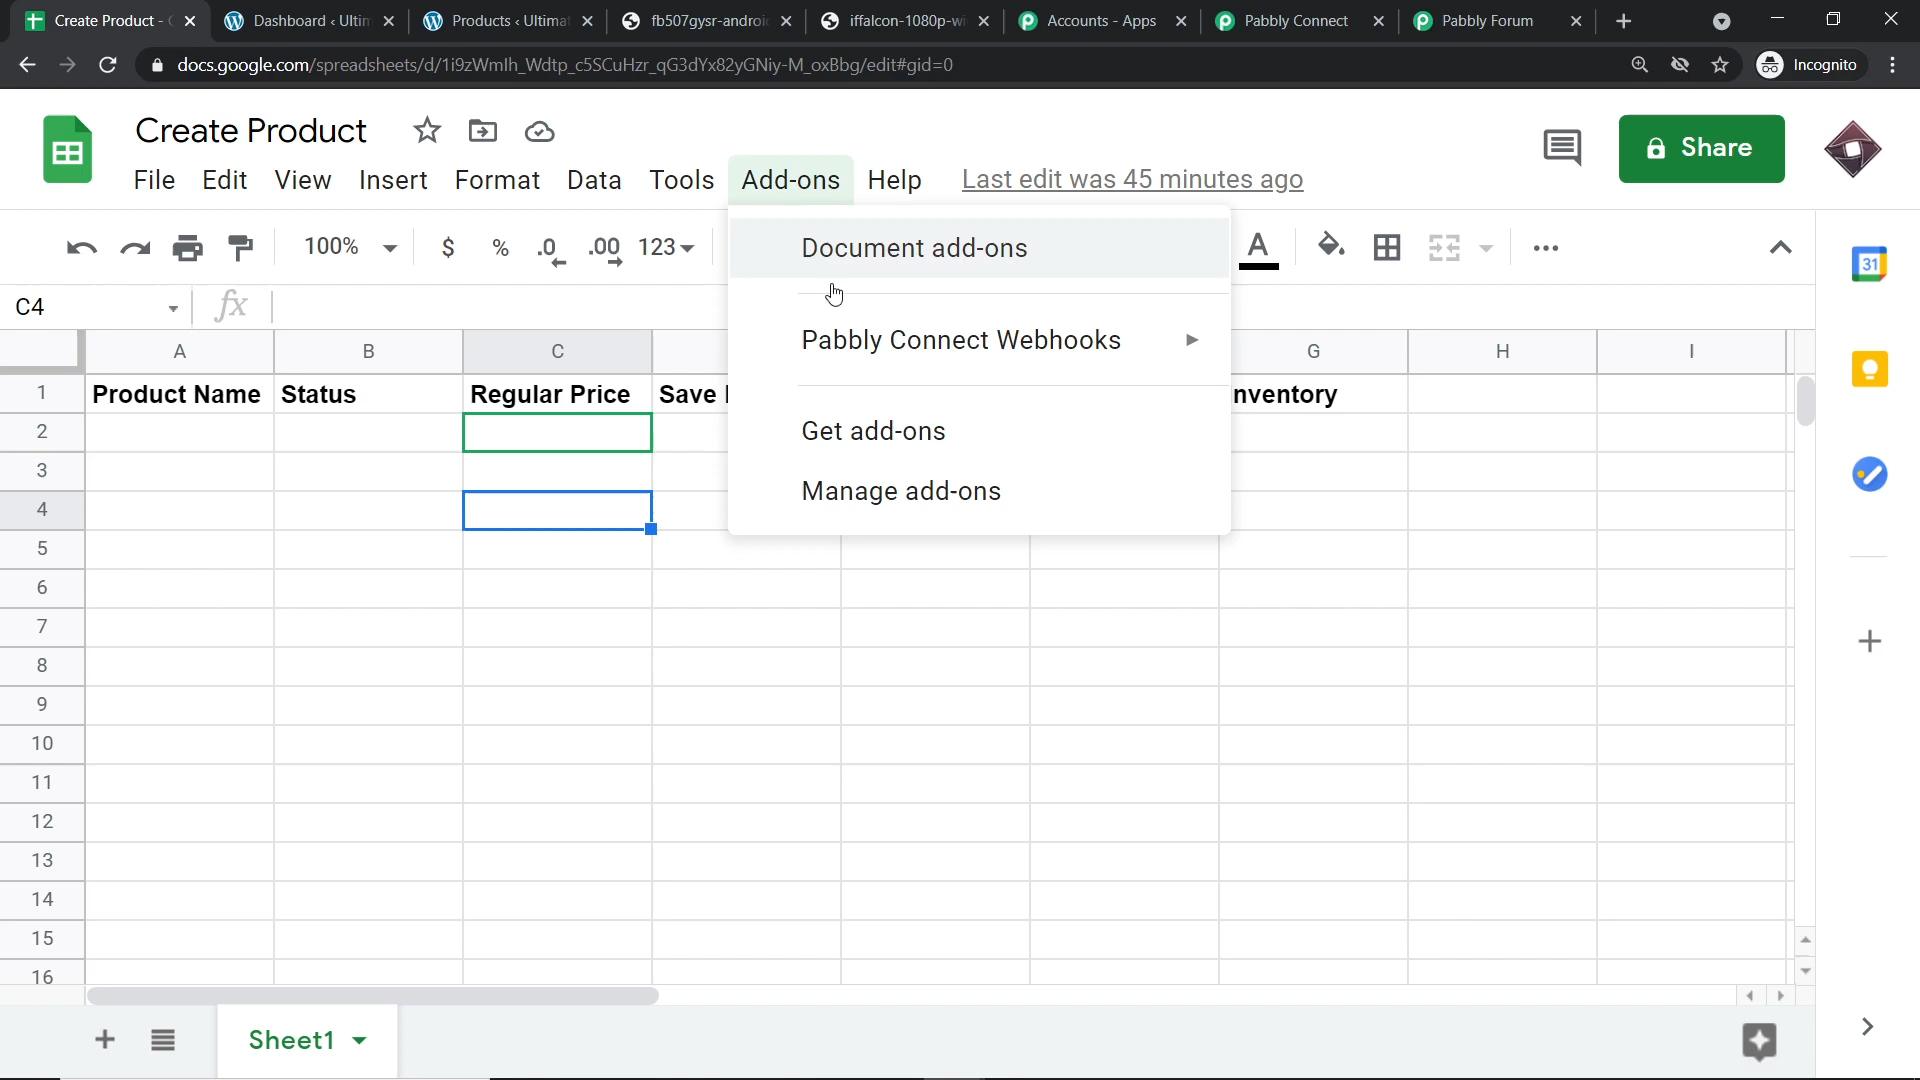 Create Product - G
Dashboard ‹ Ultim
Products ‹ Ultimat
fb507gysr-androi
iffalcon-1080p-wi
Accounts - Apps
Pabbly Connect
Pabbly Forum
docs.google.com/spreadsheets/d/1i9zWmlh_Wdtp_c5SCuHzr_qG3dYx82yGNiy-M_oxBbg/edit#gid=0
Incognito
Create Product
Share
File Edit View Insert Format Data Tools Add-ons Help Last edit was 45 minutes ago
100% $ % .0 .00 123 A
31
Document add-ons
C4 fx
Pabbly Connect Webhooks
A B C G H I
1 Product Name Status Regular Price Save nventory
2
Get add-ons
3
4
Manage add-ons
5
6
7
8
9
10
11
12
13
14
15
16
Sheet1